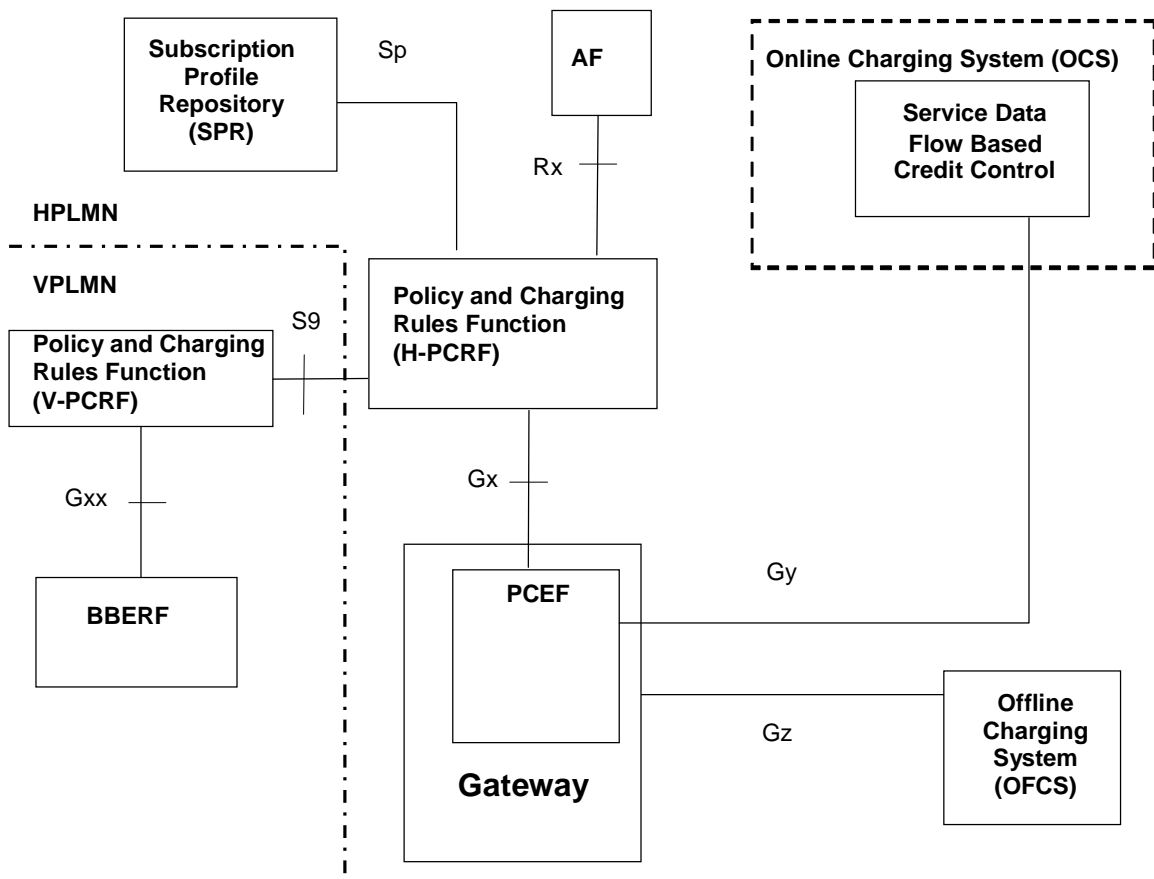 Subscription
Profile
Repository
(SPR)
Sp
AF
Online Charging System (OCS)
Service Data
Flow Based
Credit Control
Rx
HPLMN
VPLMN
Policy and Charging
Rules Function
(H-PCRF)
S9
Policy and Charging
Rules Function
(V-PCRF)
Gx
Gxx
PCEF
Gy
BBERF
Offline
Charging
System
(OFCS)
Gz
Gateway